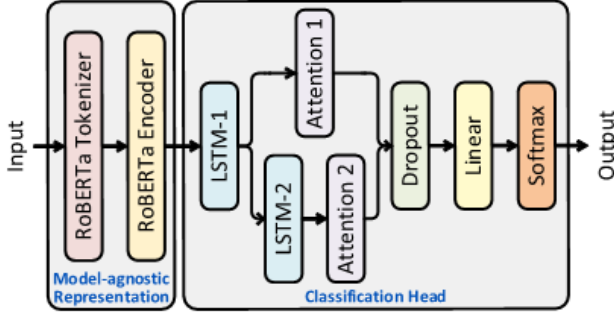 Input
RoBERTa Tokenizer
RoBERTa Encoder
Model-agnostic
Representation
LSTM-1
Attention 1
LSTM-2
Attention 2
Dropout
Linear
Softmax
Classification Head
Output